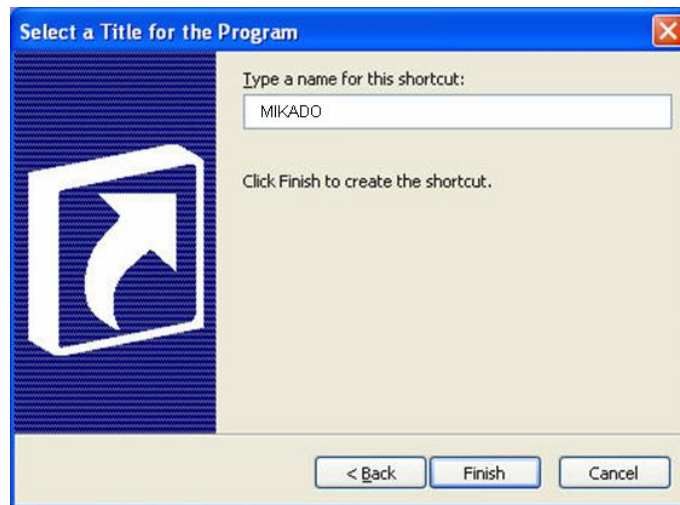 Select a Title for the Program
Type a name for this shortcut:
MIKADO
Click Finish to create the shortcut.
< Back
Finish
Cancel